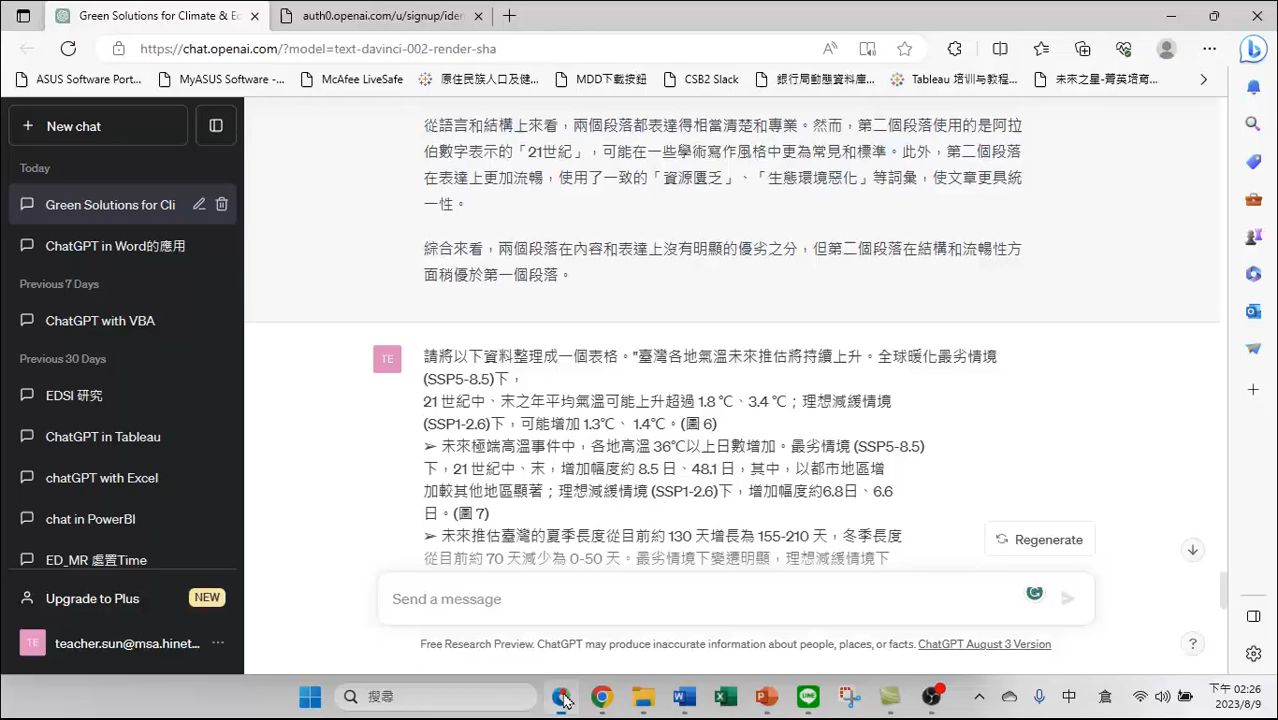 Green Solutions for Climate & Ec
auth0.openai.com/u/signup/iden
https://chat.openai.com/?model=text-davinci-002-render-sha
ASUS Software Port...
MyASUS Software -...
McAfee LiveSafe
原住民族人口及健...
MDD下載按鈕
CSB2 Slack
銀行局動態資料庫...
Tableau 培训与教程...
未來之星-菁英培育...
New chat
Today
Green Solutions for Cli
ChatGPT in Word的應用
Previous 7 Days
ChatGPT with VBA
Previous 30 Days
EDSI 研究
ChatGPT in Tableau
chatGPT with Excel
chat in PowerBI
ED_MR 處置Time
Upgrade to Plus
NEW
TE
teacher.sun@msa.hinet...
從語言和結構上來看，兩個段落都表達得相當清楚和專業。然而，第二個段落使用的是阿拉
伯數字表示的「21世紀」，可能在一些學術寫作風格中更為常見和標準。此外，第二個段落
在表達上更加流暢，使用了一致的「資源匱乏」、「生態環境惡化」等詞彙，使文章更具統
一性。
綜合來看，兩個段落在內容和表達上沒有明顯的優劣之分，但第二個段落在結構和流暢性方
面稍優於第一個段落。
TE
請將以下資料整理成一個表格。"臺灣各地氣溫未來推估將持續上升。全球暖化最劣情境
(SSP5-8.5)下，
21 世紀中、末之年平均氣溫可能上升超過 1.8 ℃、3.4 ℃；理想減緩情境
(SSP1-2.6)下，可能增加 1.3℃、 1.4℃。(圖 6)
➢ 未來極端高溫事件中，各地高溫 36℃以上日數增加。最劣情境 (SSP5-8.5)
下，21 世紀中、末，增加幅度約 8.5 日、48.1 日，其中，以都市地區增
加較其他地區顯著；理想減緩情境 (SSP1-2.6)下，增加幅度約6.8日、6.6
日。(圖 7)
➢ 未來推估臺灣的夏季長度從目前約 130 天增長為 155-210 天，冬季長度
從目前約 70 天減少為 0-50 天。最劣情境下變遷明顯，理想減緩情境下
Regenerate
Send a message
Free Research Preview. ChatGPT may produce inaccurate information about people, places, or facts. ChatGPT August 3 Version
?
搜尋
中
下午 02:26
2023/8/9